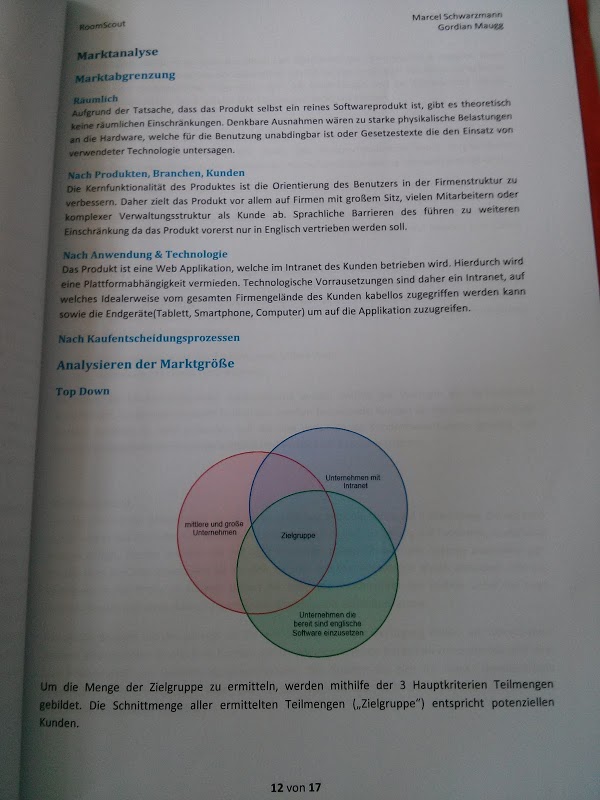 RoomScout
Marcel Schwarzmann
Gordian Maugg
Marktanalyse
Marktabgrenzung
Räumlich
Aufgrund der Tatsache, dass das Produkt selbst ein reines Softwareprodukt ist, gibt es theoretisch
keine räumlichen Einschränkungen. Denkbare Ausnahmen wären zu starke physikalische Belastungen
an die Hardware, welche für die Benutzung unabdingbar ist oder Gesetzestexte die den Einsatz von
verwendeter Technologie untersagen.
Nach Produkten, Branchen, Kunden
Die Kernfunktionalität des Produktes ist die Orientierung des Benutzers in der Firmenstruktur zu
verbessern. Daher zielt das Produkt vor allem auf Firmen mit großem Sitz, vielen Mitarbeitern oder
komplexer Verwaltungsstruktur als Kunde ab. Sprachliche Barrieren des führen zu weiteren
Einschränkung da das Produkt vorerst nur in Englisch vertrieben werden soll.
Nach Anwendung & Technologie
Das Produkt ist eine Web Applikation, welche im Intranet des Kunden betrieben wird. Hierdurch wird
eine Plattformabhängigkeit vermieden. Technologische Vorrausetzungen sind daher ein Intranet, auf
welches Idealerweise vom gesamten Firmengelände des Kunden kabellos zugegriffen werden kann
sowie die Endgeräte(Tablett, Smartphone, Computer) um auf die Applikation zuzugreifen.
Nach Kaufentscheidungsprozessen
Analysieren der Marktgröße
Top Down
Unternehmen mit
Intranet
mittlere und große
Unternehmen
Zielgruppe
Unternehmen die
bereit sind englische
Software einzusetzen
Um die Menge der Zielgruppe zu ermitteln, werden mithilfe der 3 Hauptkriterien Teilmengen
gebildet. Die Schnittmenge aller ermittelten Teilmengen („Zielgruppe") entspricht potenziellen
Kunden.
12 von 17